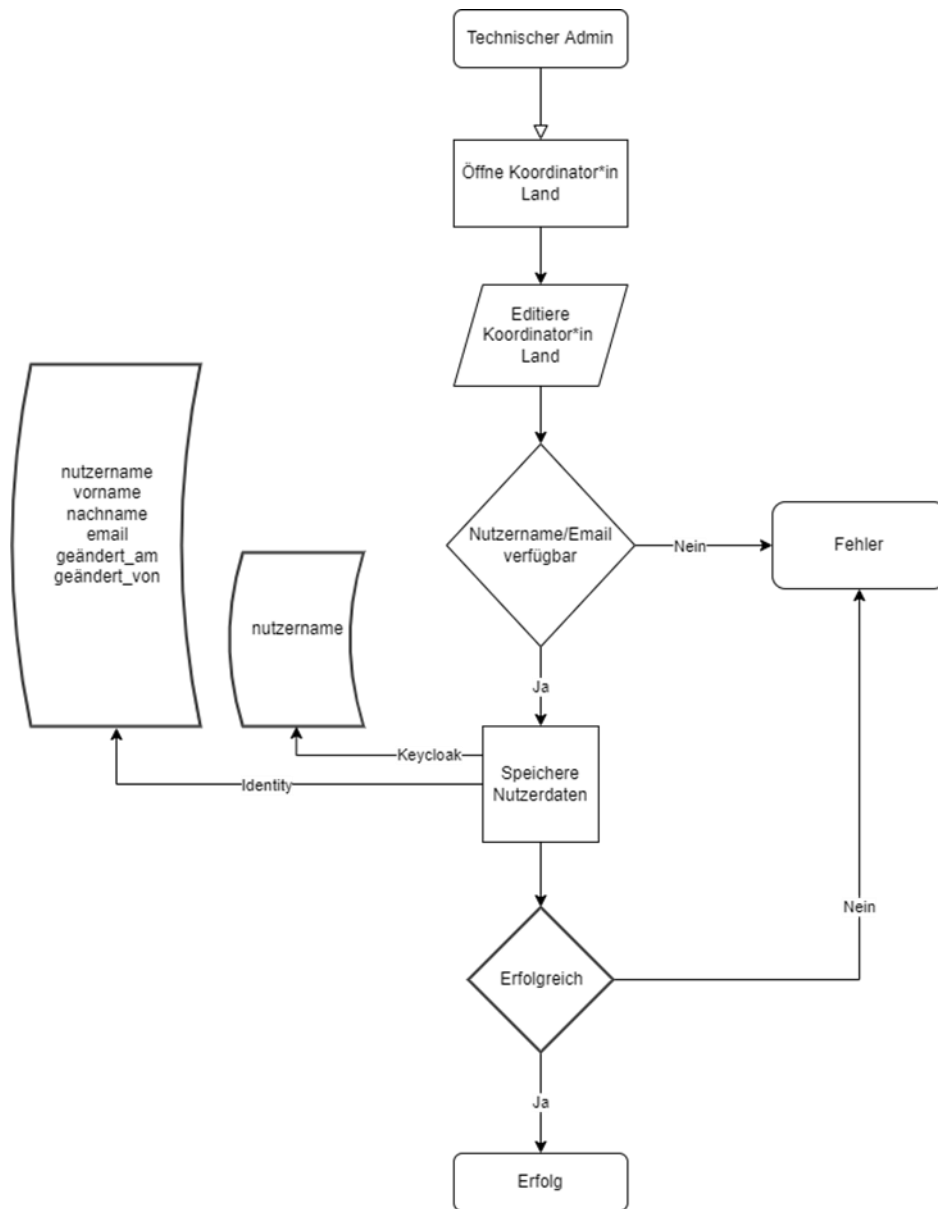 Technischer Admin
Öffne Koordinator*in
Land
Editiere
Koordinator*in
Land
nutzername
vorname
nachname
email
geändert_am
geändert_von
nutzername
Nutzername/Email
verfügbar
Nein
Fehler
Ja
Keycloak
Identity
Speichere
Nutzerdaten
Nein
Erfolgreich
Ja
Erfolg